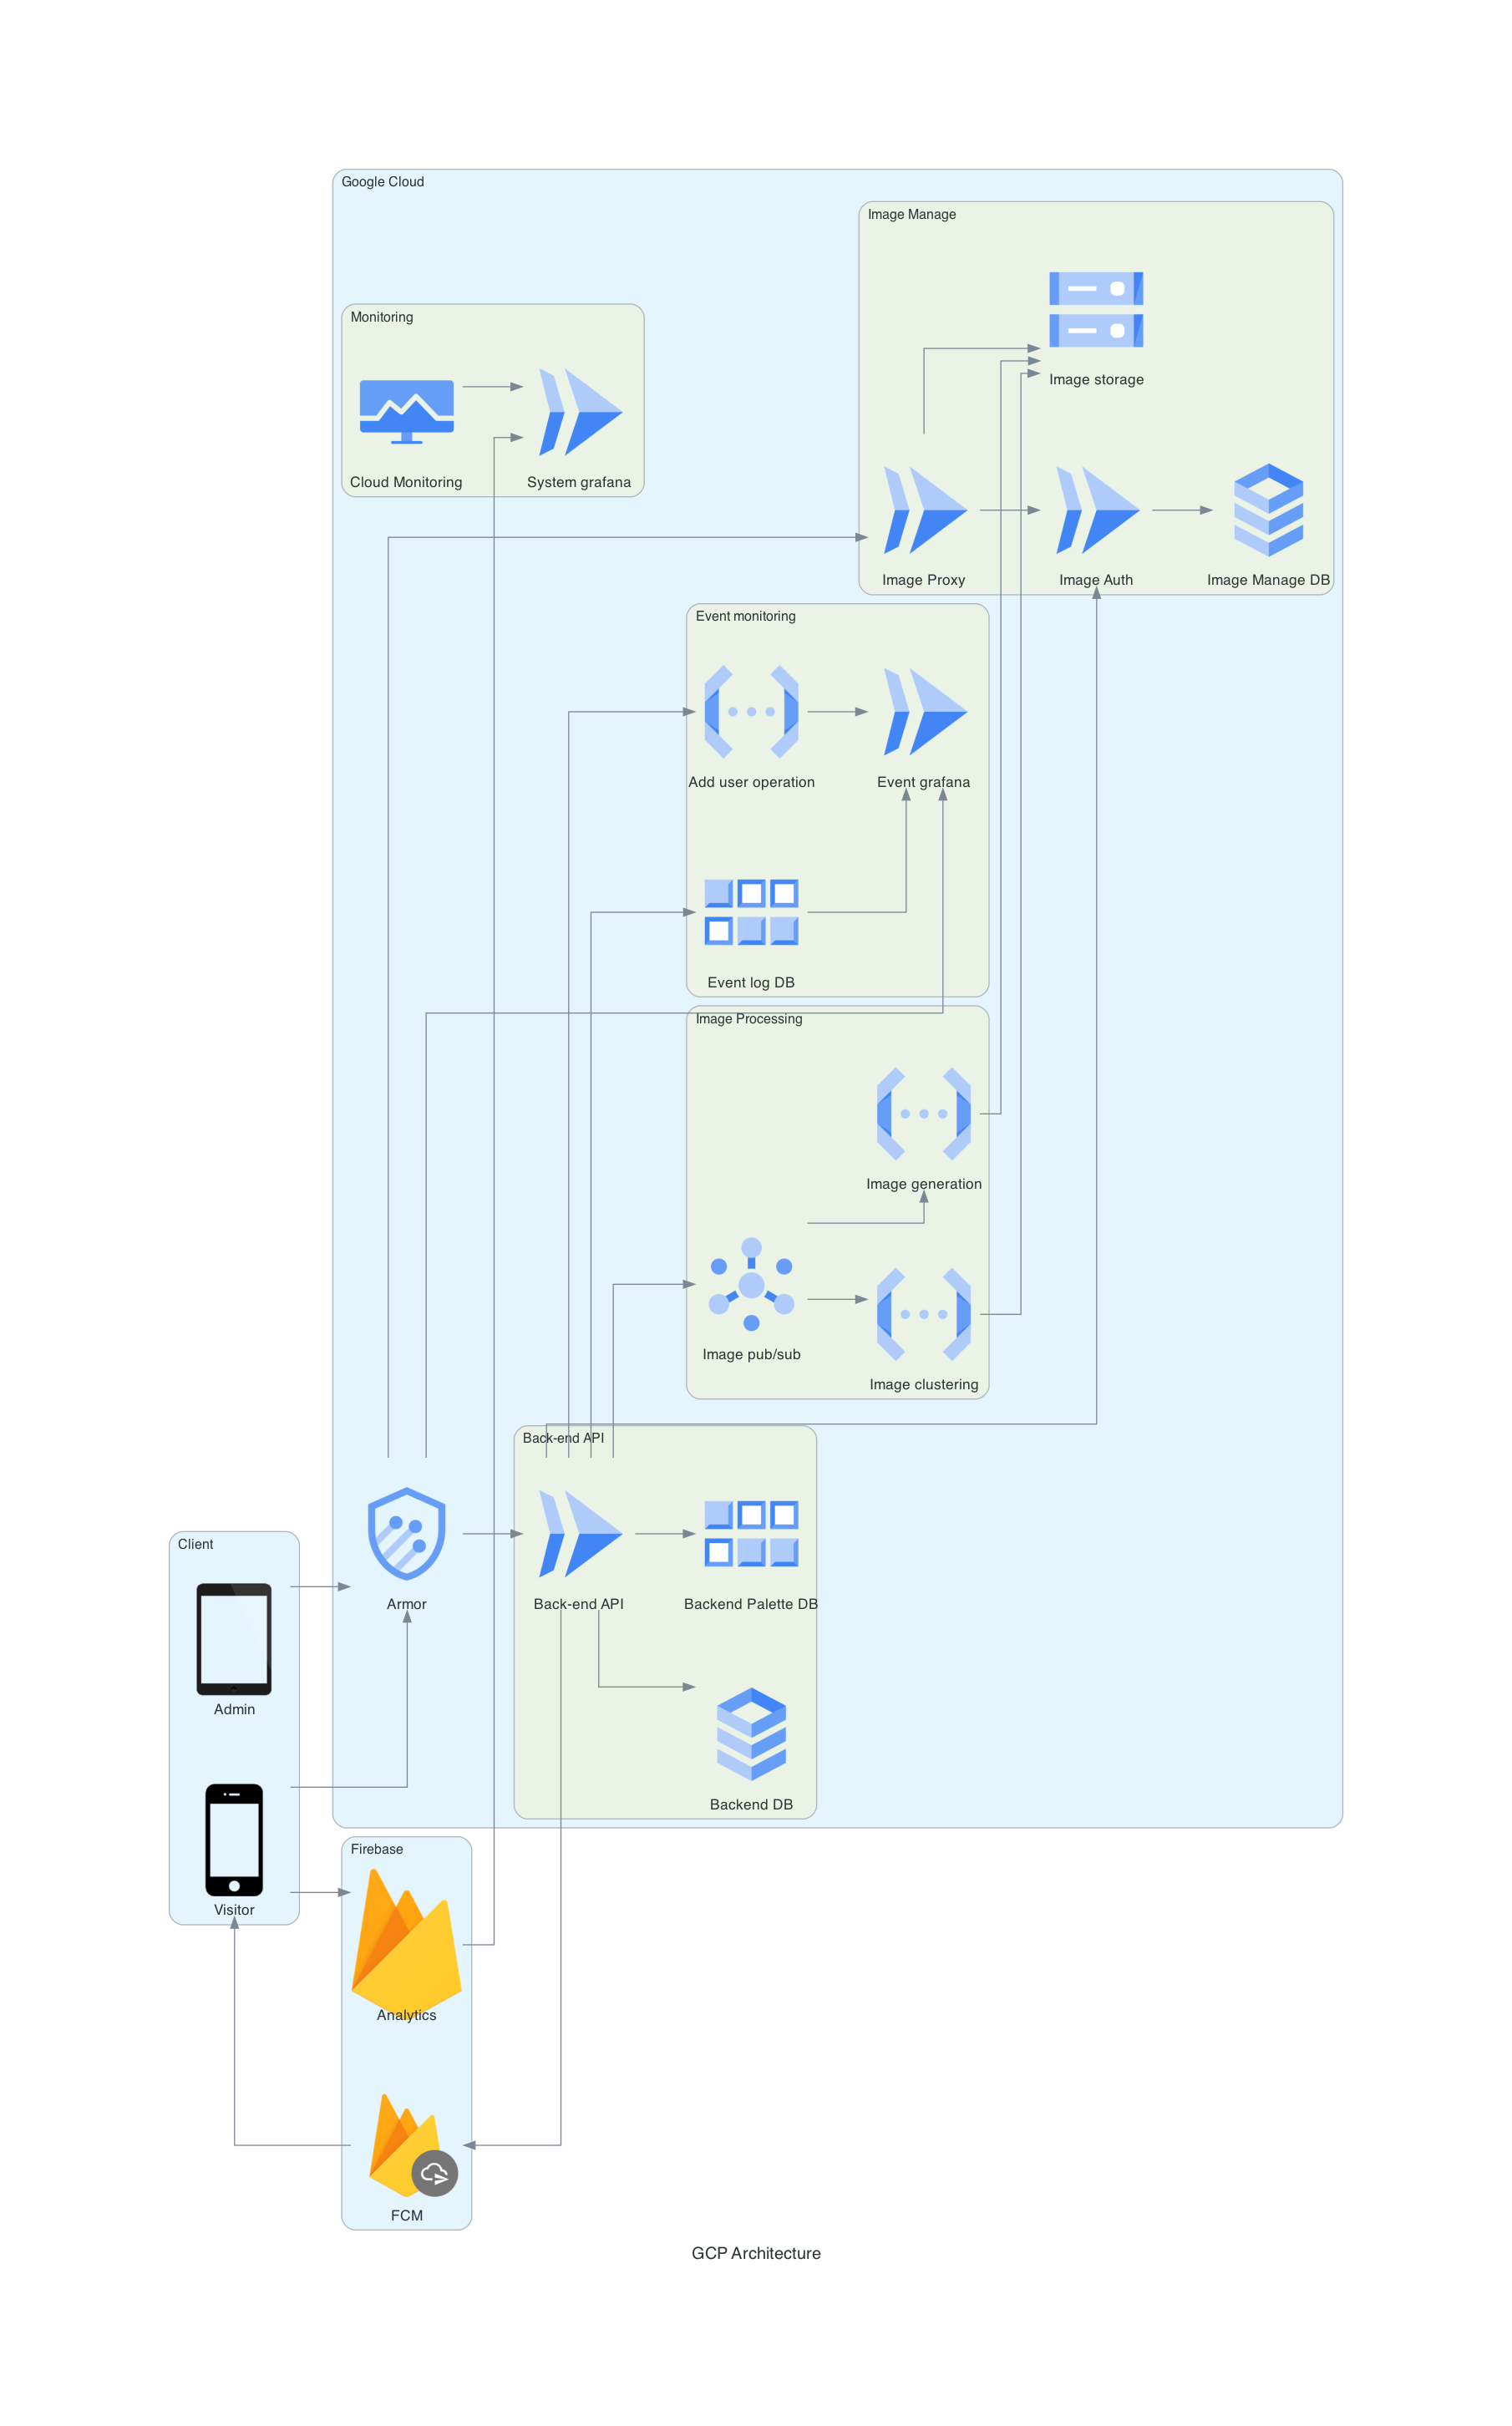 Google Cloud
Image Manage
Image storage
Monitoring
Cloud Monitoring
System grafana
Image Proxy
Image Auth
Image Manage DB
Event monitoring
Add user operation
Event grafana
Event log DB
Image Processing
Image generation
Image pub/sub
Image clustering
Back-end API
Armor
Back-end API
Backend Palette DB
Backend DB
Client
Admin
Visitor
Firebase
Analytics
FCM
GCP Architecture